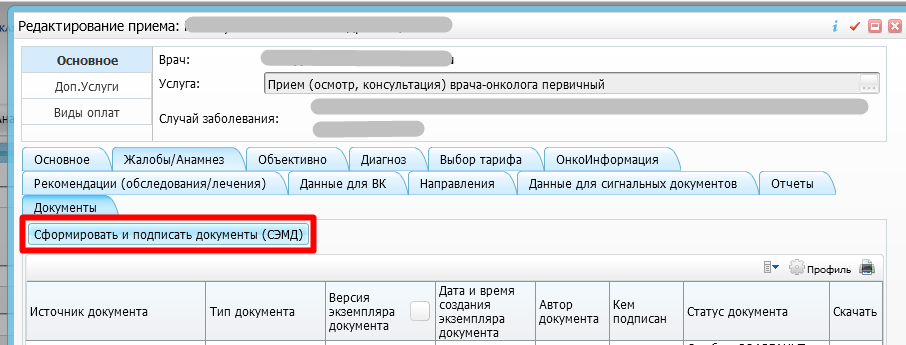 Редактирование приема:
Основное
Доп.Услуги
Виды оплат
Врач:
Услуга: Прием (осмотр, консультация) врача-онколога первичный ...
Случай заболевания:
Основное Жалобы/Анамнез Объективно Диагноз Выбор тарифа ОнкоИнформация
Рекомендации (обследования/лечения) Данные для ВК Направления Данные для сигнальных документов Отчеты
Документы
Сформировать и подписать документы (СЭМД)
Профиль
Источник документа
Тип документа
Версия
экземпляра
документа
Дата и время
создания
экземпляра
документа
Автор
документа
Кем
подписан
Статус документа
Скачать